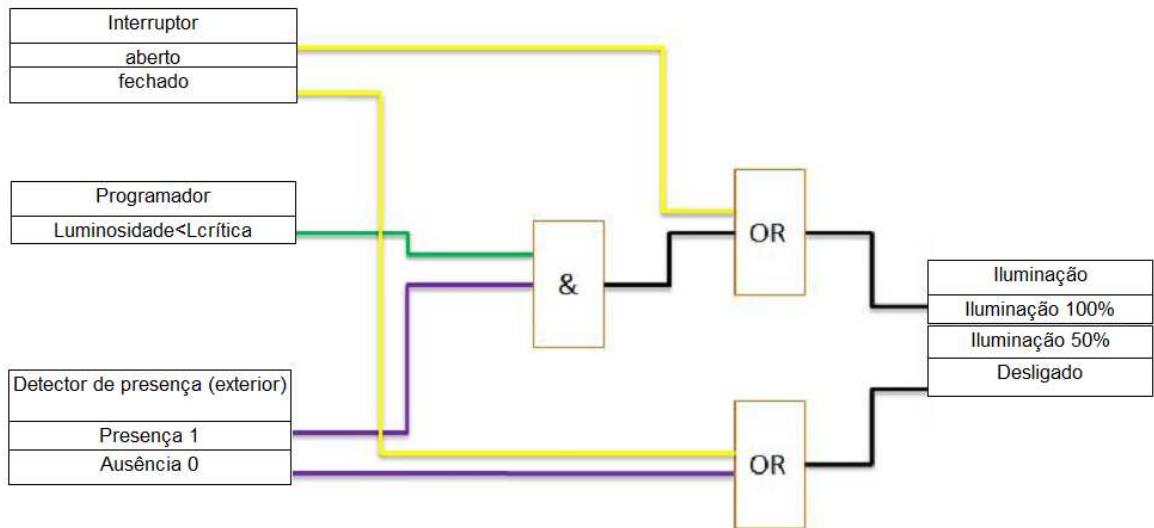 Interruptor
aberto
fechado
Programador
Luminosidade<Lcrítica
Detector de presença (exterior)
Presença 1
Ausência 0
&
OR
OR
Iluminação
Iluminação 100%
Iluminação 50%
Desligado